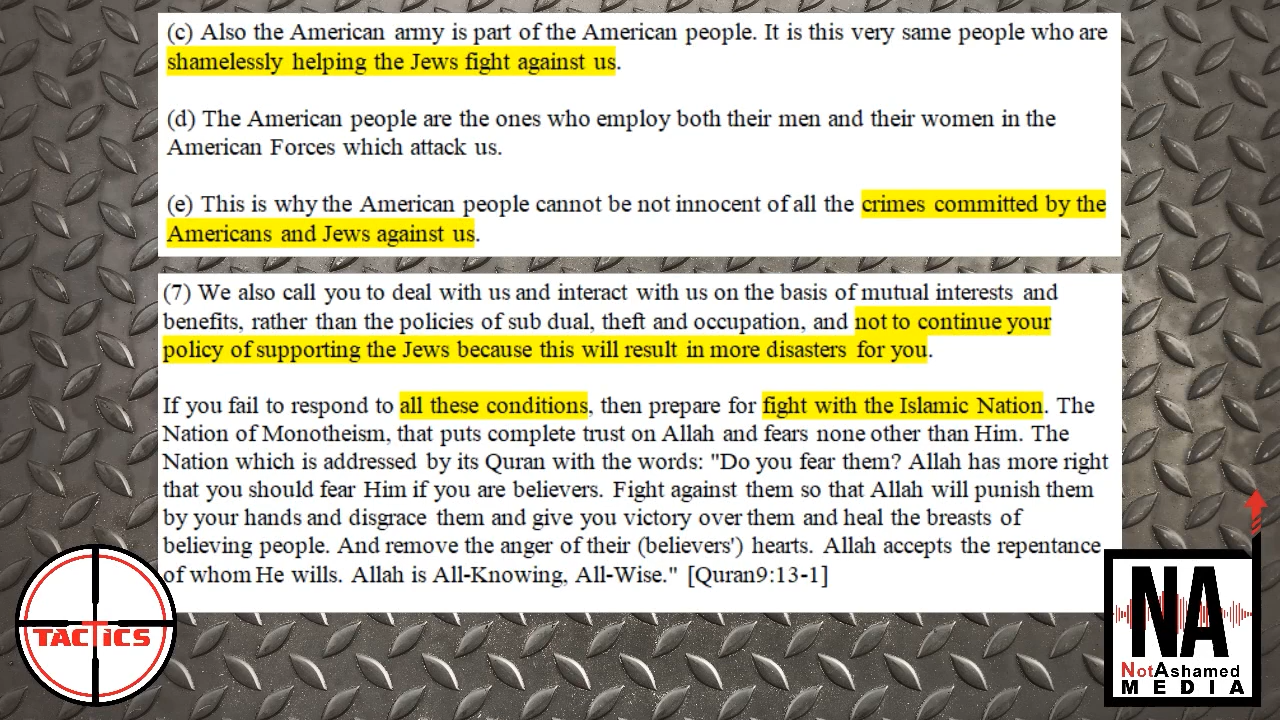 (c) Also the American army is part of the American people. It is this very same people who are
shamelessly helping the Jews fight against us.
(d) The American people are the ones who employ both their men and their women in the
American Forces which attack us.
(e) This is why the American people cannot be not innocent of all the crimes committed by the
Americans and Jews against us.
(7) We also call you to deal with us and interact with us on the basis of mutual interests and
benefits, rather than the policies of sub dual, theft and occupation, and not to continue your
policy of supporting the Jews because this will result in more disasters for you.
If you fail to respond to all these conditions, then prepare for fight with the Islamic Nation. The
Nation of Monotheism, that puts complete trust on Allah and fears none other than Him. The
Nation which is addressed by its Quran with the words: "Do you fear them? Allah has more right
that you should fear Him if you are believers. Fight against them so that Allah will punish them
by your hands and disgrace them and give you victory over them and heal the breasts of
believing people. And remove the anger of their (believers') hearts. Allah accepts the repentance
of whom He wills. Allah is All-Knowing, All-Wise." [Quran9:13-1]
TACTICS
NA
NotAshamed
MEDIA